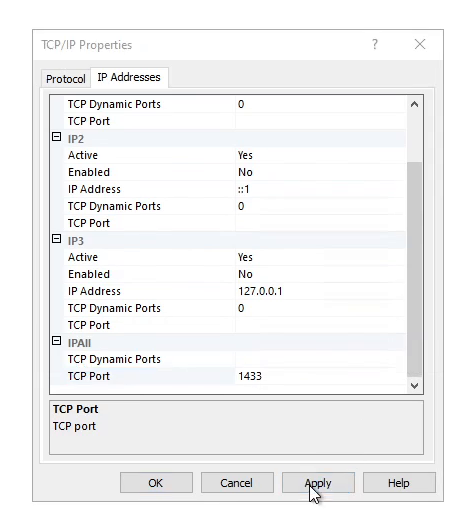 TCP/IP Properties
?
Protocol
IP Addresses
TCP Dynamic Ports 0
TCP Port
IP2
Active Yes
Enabled No
IP Address ::1
TCP Dynamic Ports 0
TCP Port
IP3
Active Yes
Enabled No
IP Address 127.0.0.1
TCP Dynamic Ports 0
TCP Port
IPAll
TCP Dynamic Ports
TCP Port 1433
TCP Port
TCP port
OK Cancel Apply Help